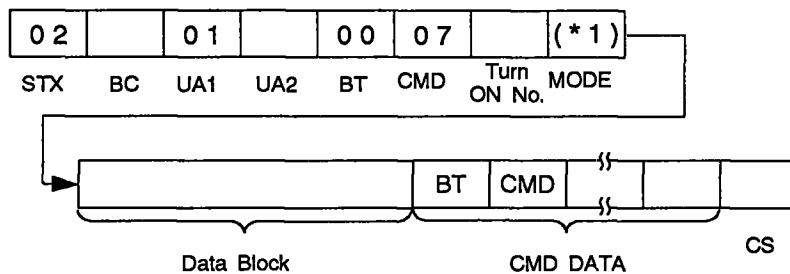 02 01 00 07 (*1)
STX BC UA1 UA2 BT CMD Turn ON No. MODE
BT CMD
Data Block CMD DATA CS